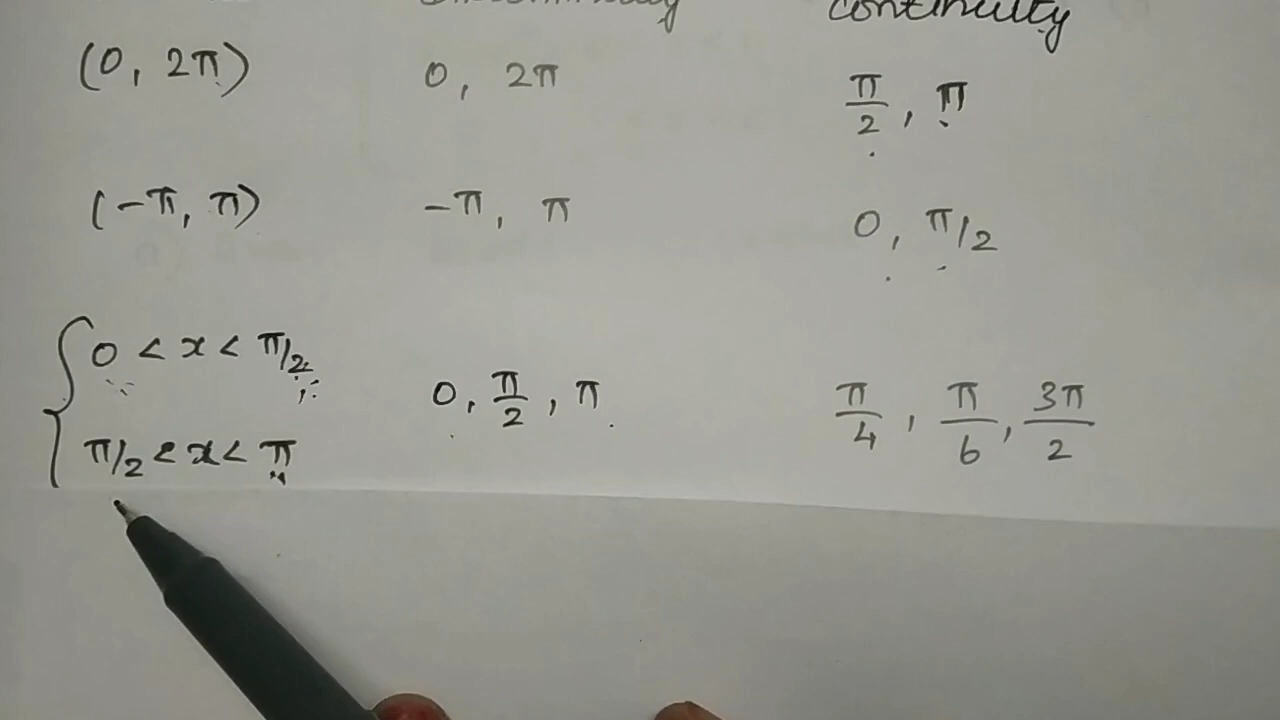 continuity
(0, 2π) 0, 2π π/2, π
(-π, π) -π, π 0, π/2
0 < x < π/2
π/2 < x < π
0, π/2, π π/4, π/6, 3π/2